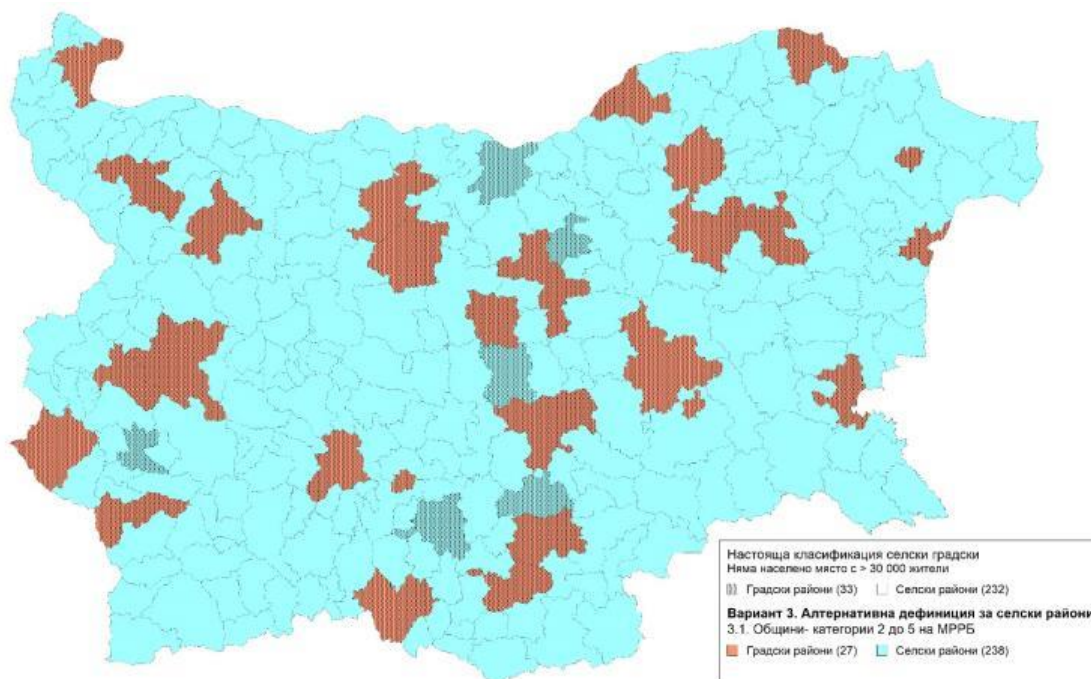 Настояща класификация селски градски
Няма населено място с > 30 000 жители
Градски райони (33) Селски райони (232)
Вариант 3. Алтернативна дефиниция за селски райони
3.1. Общини- категории 2 до 5 на МРРБ
Градски райони (27) Селски райони (238)